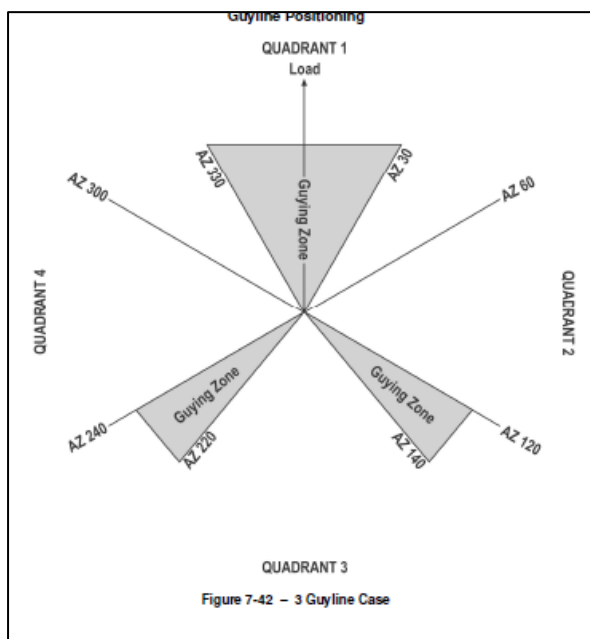 Guyline Positioning
QUADRANT 1
Load
AZ 330
AZ 30
AZ 300
Guying Zone
AZ 60
QUADRANT 4
QUADRANT 2
Guying Zone
Guying Zone
AZ 240
AZ 220
AZ 140
AZ 120
QUADRANT 3
Figure 7-42 – 3 Guyline Case